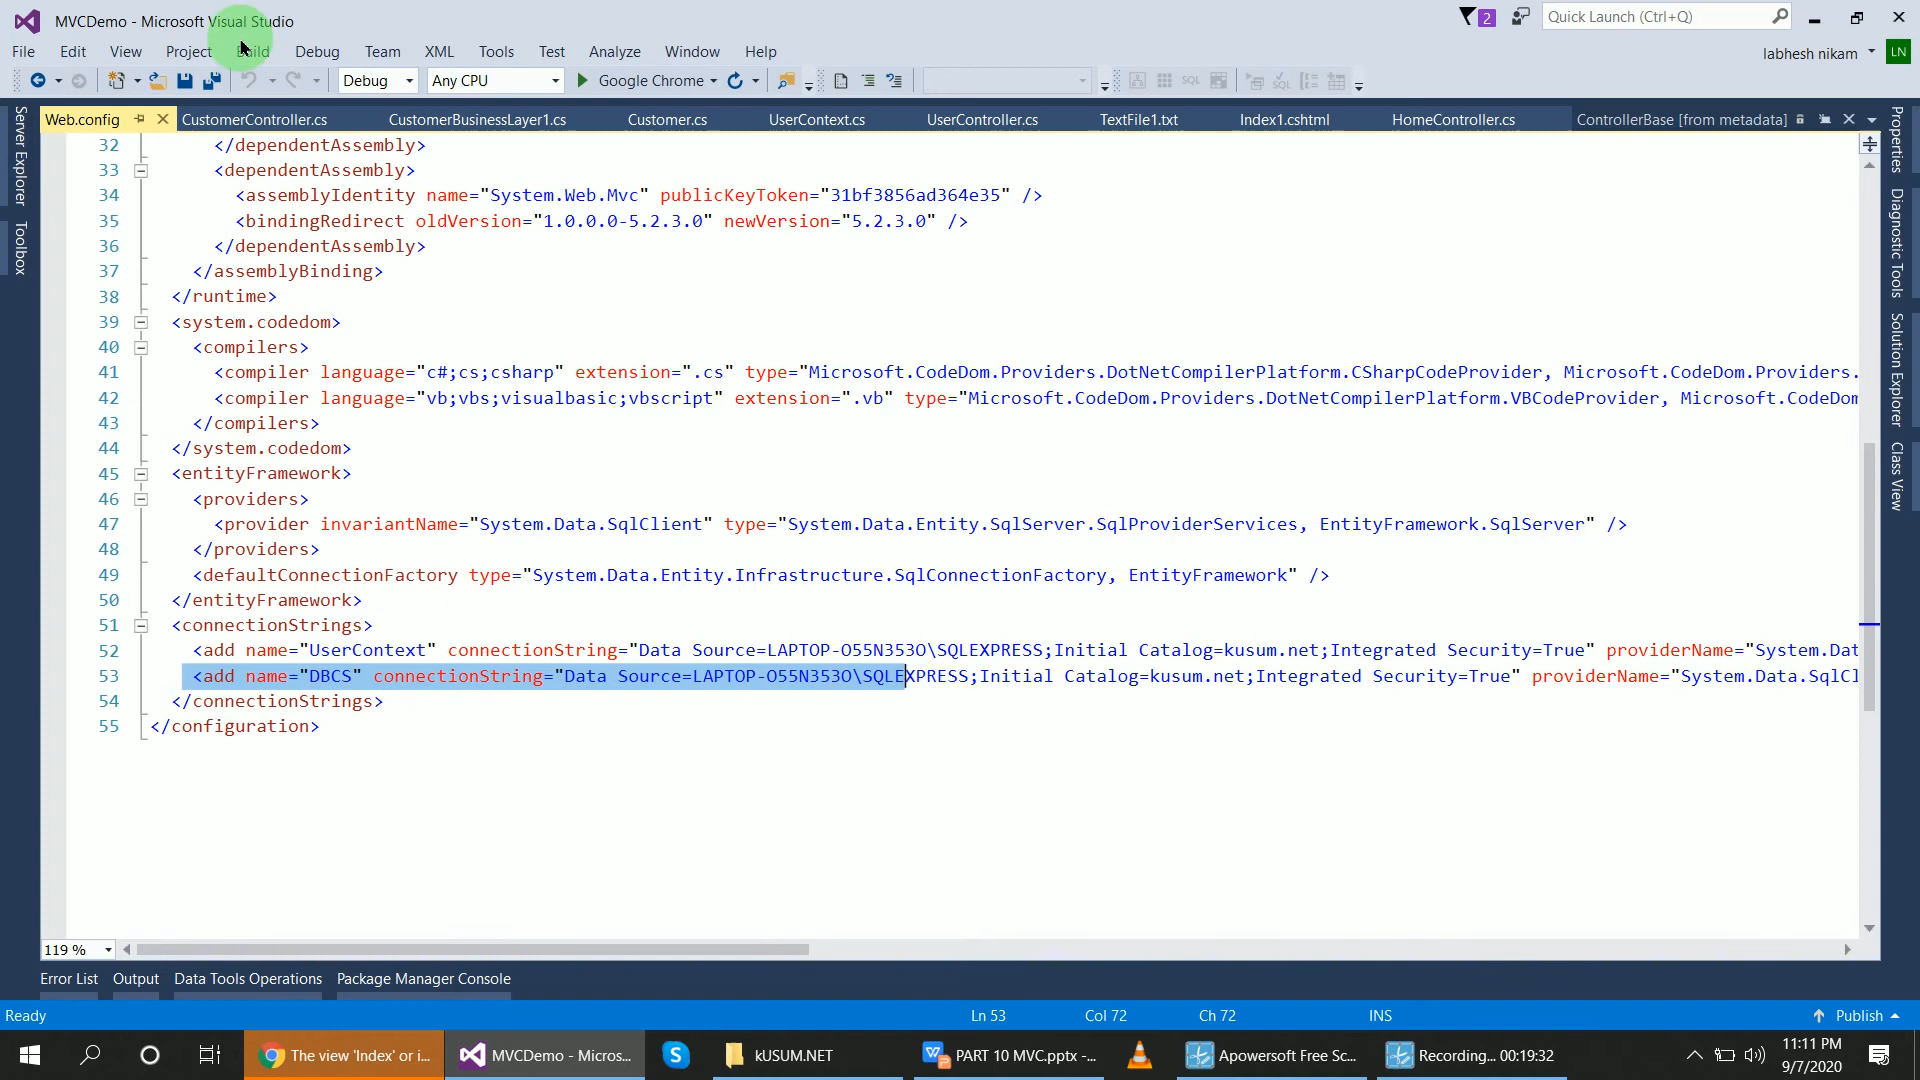 MVCDemo - Microsoft Visual Studio
2
Quick Launch (Ctrl+Q)
File Edit View Project Build Debug Team XML Tools Test Analyze Window Help
labhesh nikam LN
Debug Any CPU Google Chrome
SQL
Web.config CustomerController.cs CustomerBusinessLayer1.cs Customer.cs UserContext.cs UserController.cs TextFile1.txt Index1.cshtml HomeController.cs ControllerBase [from metadata]
Server Explorer
Toolbox
Properties
Diagnostic Tools
Solution Explorer
Class View
32 </dependentAssembly>
33 <dependentAssembly>
34 <assemblyIdentity name="System.Web.Mvc" publicKeyToken="31bf3856ad364e35" />
35 <bindingRedirect oldVersion="1.0.0.0-5.2.3.0" newVersion="5.2.3.0" />
36 </dependentAssembly>
37 </assemblyBinding>
38 </runtime>
39 <system.codedom>
40 <compilers>
41 <compiler language="c#;cs;csharp" extension=".cs" type="Microsoft.CodeDom.Providers.DotNetCompilerPlatform.CSharpCodeProvider, Microsoft.CodeDom.Providers.
42 <compiler language="vb;vbs;visualbasic;vbscript" extension=".vb" type="Microsoft.CodeDom.Providers.DotNetCompilerPlatform.VBCodeProvider, Microsoft.CodeDom
43 </compilers>
44 </system.codedom>
45 <entityFramework>
46 <providers>
47 <provider invariantName="System.Data.SqlClient" type="System.Data.Entity.SqlServer.SqlProviderServices, EntityFramework.SqlServer" />
48 </providers>
49 <defaultConnectionFactory type="System.Data.Entity.Infrastructure.SqlConnectionFactory, EntityFramework" />
50 </entityFramework>
51 <connectionStrings>
52 <add name="UserContext" connectionString="Data Source=LAPTOP-O55N353O\SQLEXPRESS;Initial Catalog=kusum.net;Integrated Security=True" providerName="System.Dat
53 <add name="DBCS" connectionString="Data Source=LAPTOP-O55N353O\SQLEXPRESS;Initial Catalog=kusum.net;Integrated Security=True" providerName="System.Data.SqlCl
54 </connectionStrings>
55 </configuration>
119 %
Error List Output Data Tools Operations Package Manager Console
Ready Ln 53 Col 72 Ch 72 INS Publish
The view 'Index' or i... MVCDemo - Micros... kUSUM.NET PART 10 MVC.pptx -... Apowersoft Free Sc... Recording... 00:19:32
11:11 PM
9/7/2020